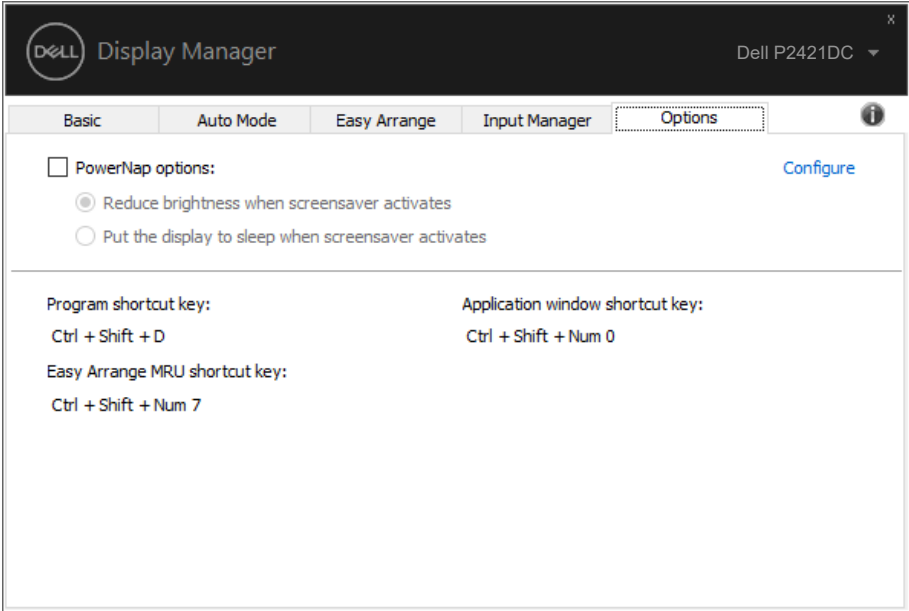 x
DELL Display Manager
Dell P2421DC
Basic Auto Mode Easy Arrange Input Manager Options
PowerNap options: Configure
Reduce brightness when screensaver activates
Put the display to sleep when screensaver activates
Program shortcut key: Application window shortcut key:
Ctrl + Shift + D Ctrl + Shift + Num 0
Easy Arrange MRU shortcut key:
Ctrl + Shift + Num 7